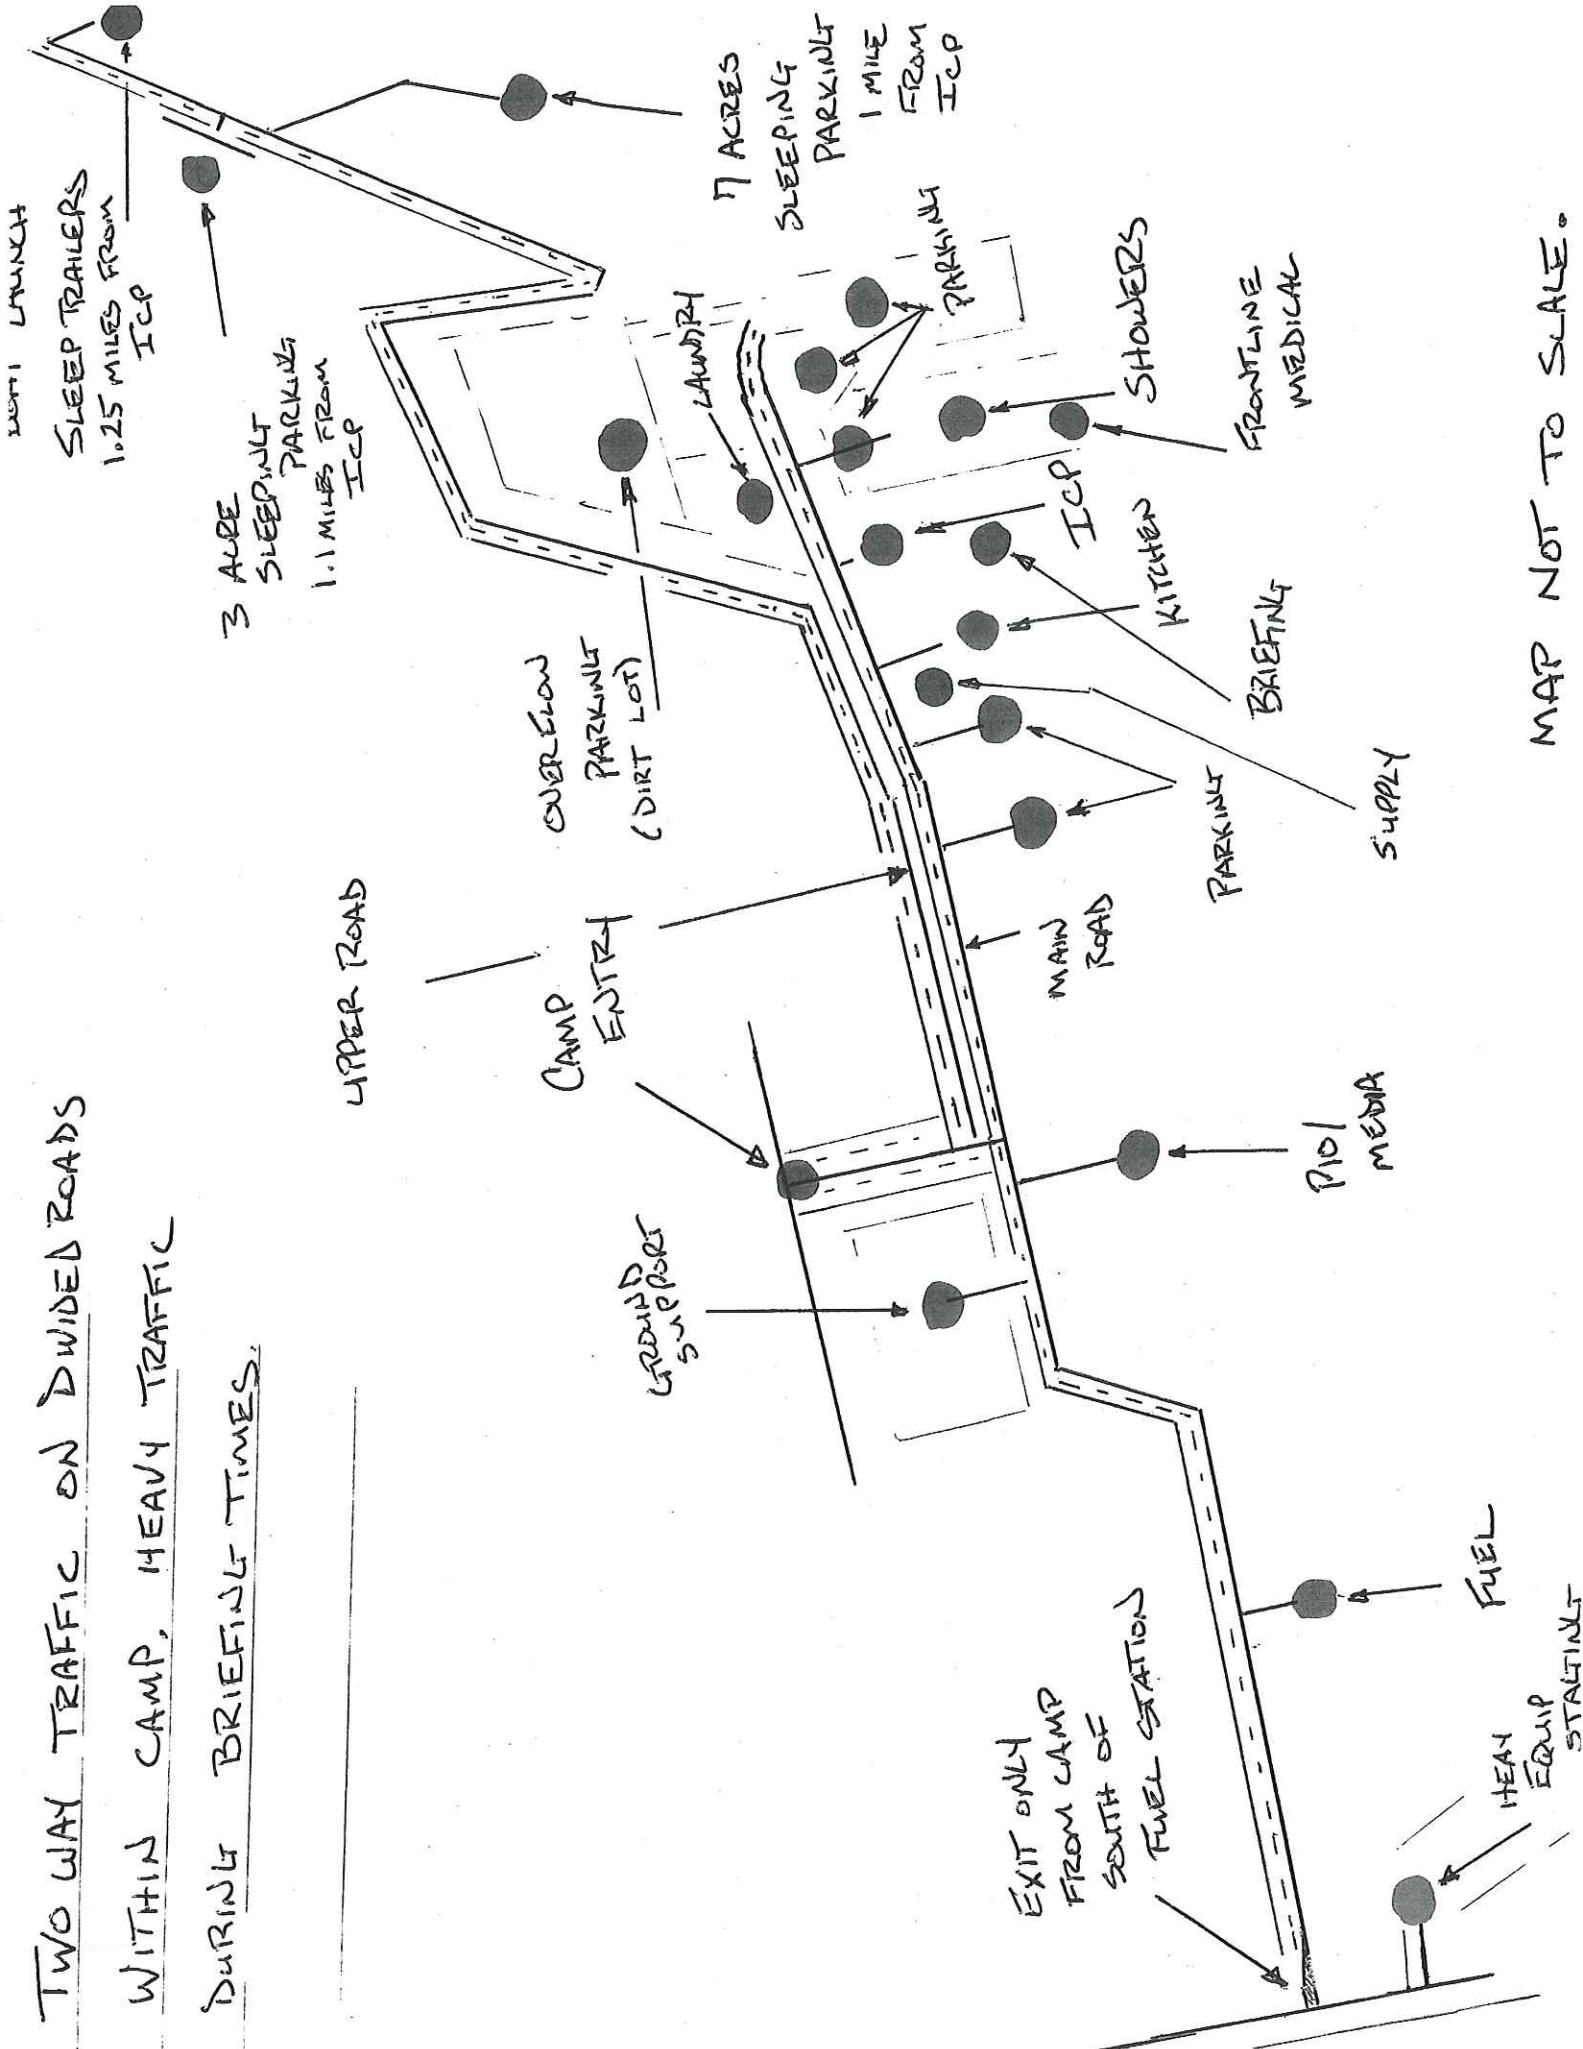 TWO WAY TRAFFIC ON DIVIDED ROADS
WITHIN CAMP. HEAVY TRAFFIC
DURING BRIEFING TIMES.
LAUNCH
SLEEP TRAILERS
1.25 MILES FROM
ICP
3 ACRE
SLEEPING
PARKING
1.1 MILES FROM
ICP
UPPER ROAD
OVERFLOW
PARKING
(DIRT LOT)
CAMP
ENTRY
LAUNDRY
7 ACRES
SLEEPING
PARKING
1 MILE
FROM
ICP
PARKING
SHOWERS
FRONTLINE
MEDICAL
ICP
KITCHEN
BRIEFING
SUPPLY
PARKING
MAIN
ROAD
GROUND
SUPPORT
PIO/
MEDIA
EXIT ONLY
FROM CAMP
SOUTH OF
FUEL STATION
FUEL
HEAVY
EQUIP
STAGING
MAP NOT TO SCALE.